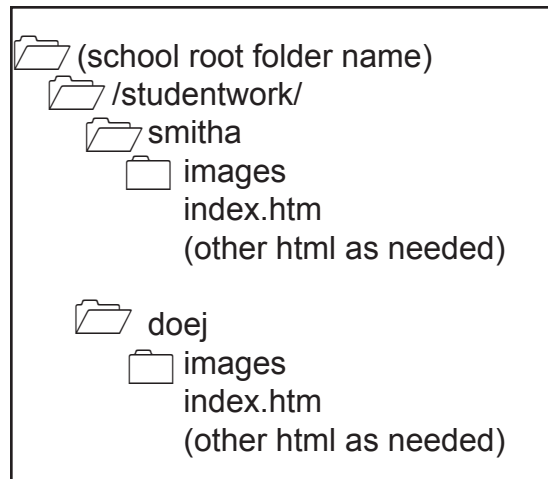 (school root folder name)
/studentwork/
smitha
images
index.htm
(other html as needed)
doej
images
index.htm
(other html as needed)